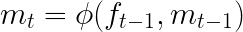 m_t = ϕ(f_{t−1}, m_{t−1})